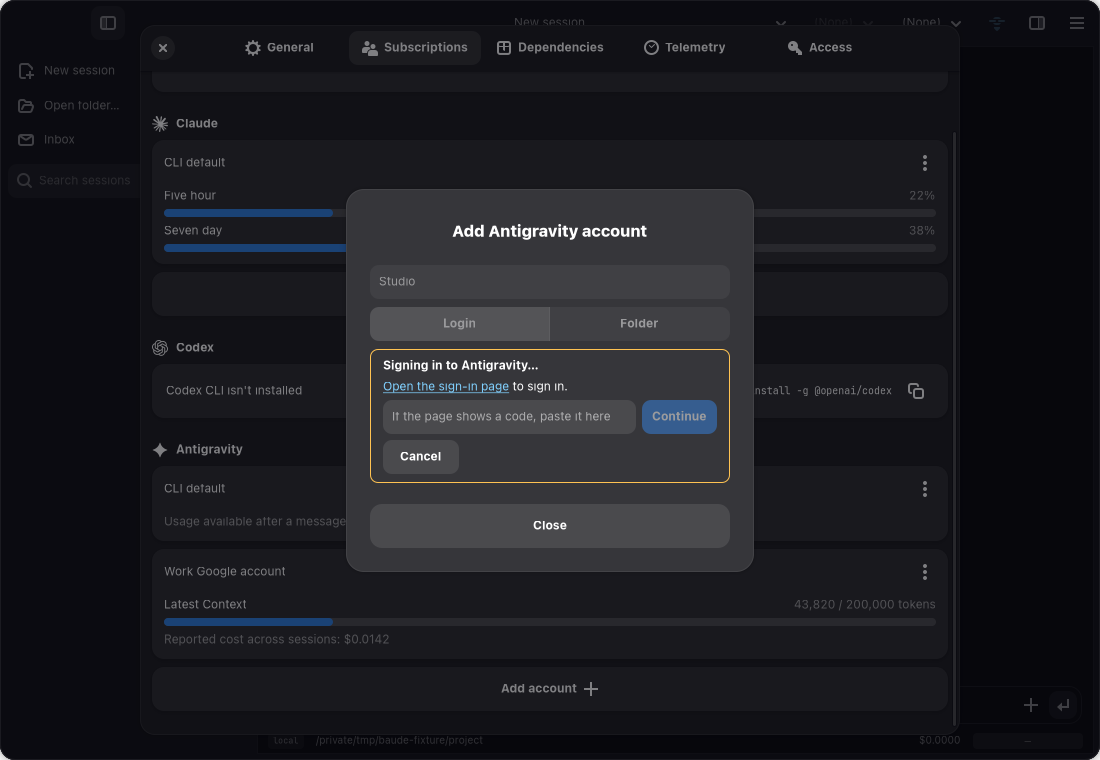 New session
(None)
(None)
General
Subscriptions
Dependencies
Telemetry
Access
New session
Open folder...
Inbox
Search sessions
Claude
CLI default
Five hour
22%
Seven day
38%
Codex
Codex CLI isn't installed
nstall -g @openai/codex
Antigravity
CLI default
Usage available after a message
Work Google account
Latest Context
43,820 / 200,000 tokens
Reported cost across sessions: $0.0142
Add account
Add Antigravity account
Studio
Login
Folder
Signing in to Antigravity...
Open the sign-in page to sign in.
If the page shows a code, paste it here
Continue
Cancel
Close
local
/private/tmp/baude-fixture/project
$0.0000